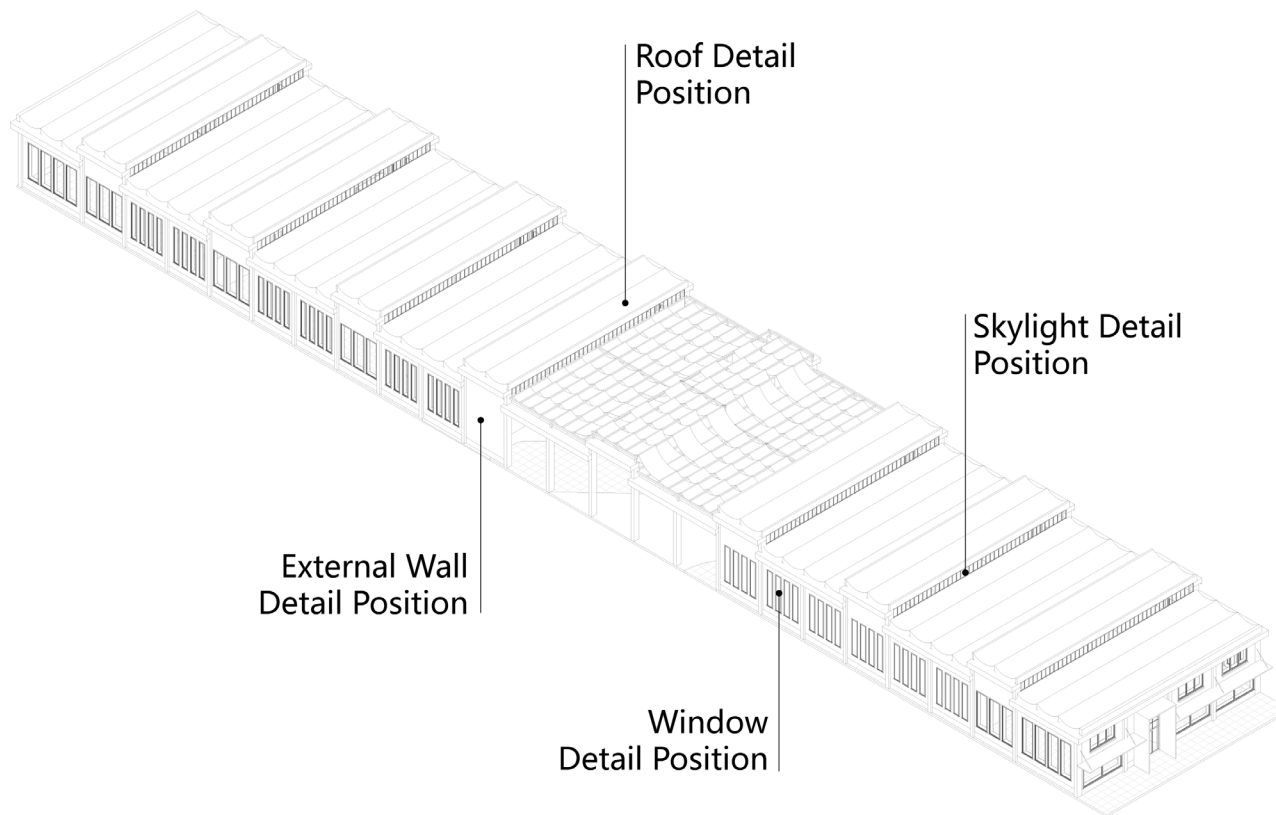 Roof Detail
Position
Skylight Detail
Position
External Wall
Detail Position
Window
Detail Position